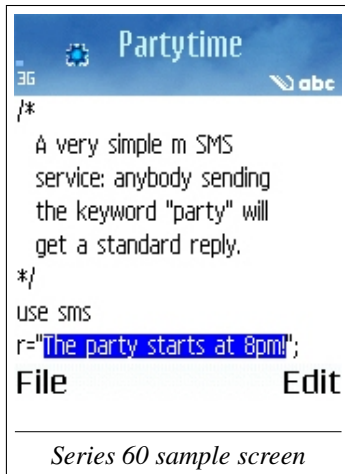 Partytime
3G abc
/*
A very simple m SMS
service: anybody sending
the keyword "party" will
get a standard reply.
*/
use sms
r="The party starts at 8pm!";
File Edit
Series 60 sample screen